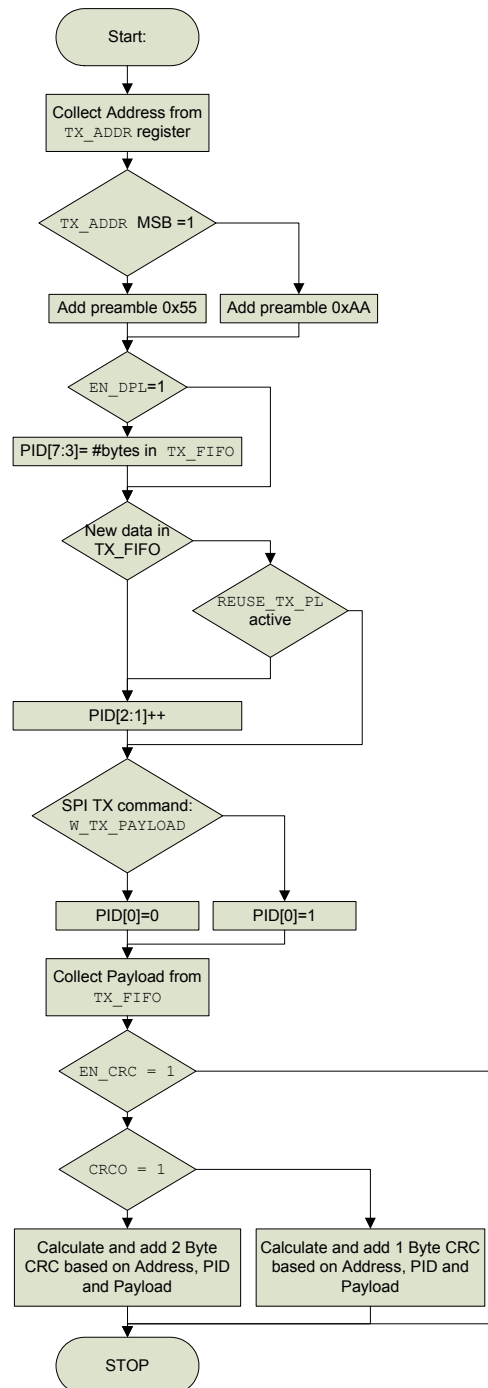 Start:
Collect Address from
TX_ADDR register
TX_ADDR MSB =1
Add preamble 0x55
Add preamble 0xAA
EN_DPL=1
PID[7:3]= #bytes in TX_FIFO
New data in
TX_FIFO
REUSE_TX_PL
active
PID[2:1]++
SPI TX command:
W_TX_PAYLOAD
PID[0]=0
PID[0]=1
Collect Payload from
TX_FIFO
EN_CRC = 1
CRCO = 1
Calculate and add 2 Byte
CRC based on Address, PID
and Payload
Calculate and add 1 Byte CRC
based on Address, PID and
Payload
STOP